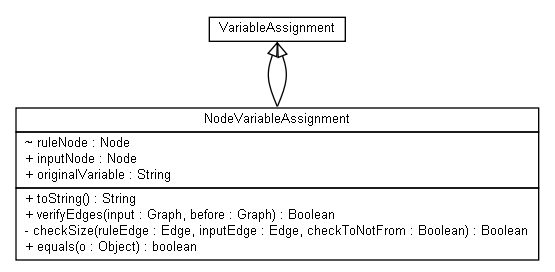 VariableAssignment
NodeVariableAssignment
~ ruleNode : Node
+ inputNode : Node
+ originalVariable : String
+ toString() : String
+ verifyEdges(input : Graph, before : Graph) : Boolean
- checkSize(ruleEdge : Edge, inputEdge : Edge, checkToNotFrom : Boolean) : Boolean
+ equals(o : Object) : boolean